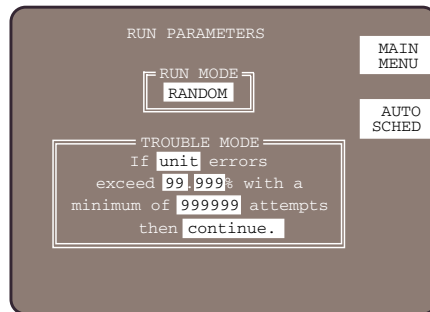 RUN PARAMETERS
MAIN
MENU
RUN MODE
RANDOM
AUTO
SCHED
TROUBLE MODE
If unit errors
exceed 99.999% with a
minimum of 999999 attempts
then continue.